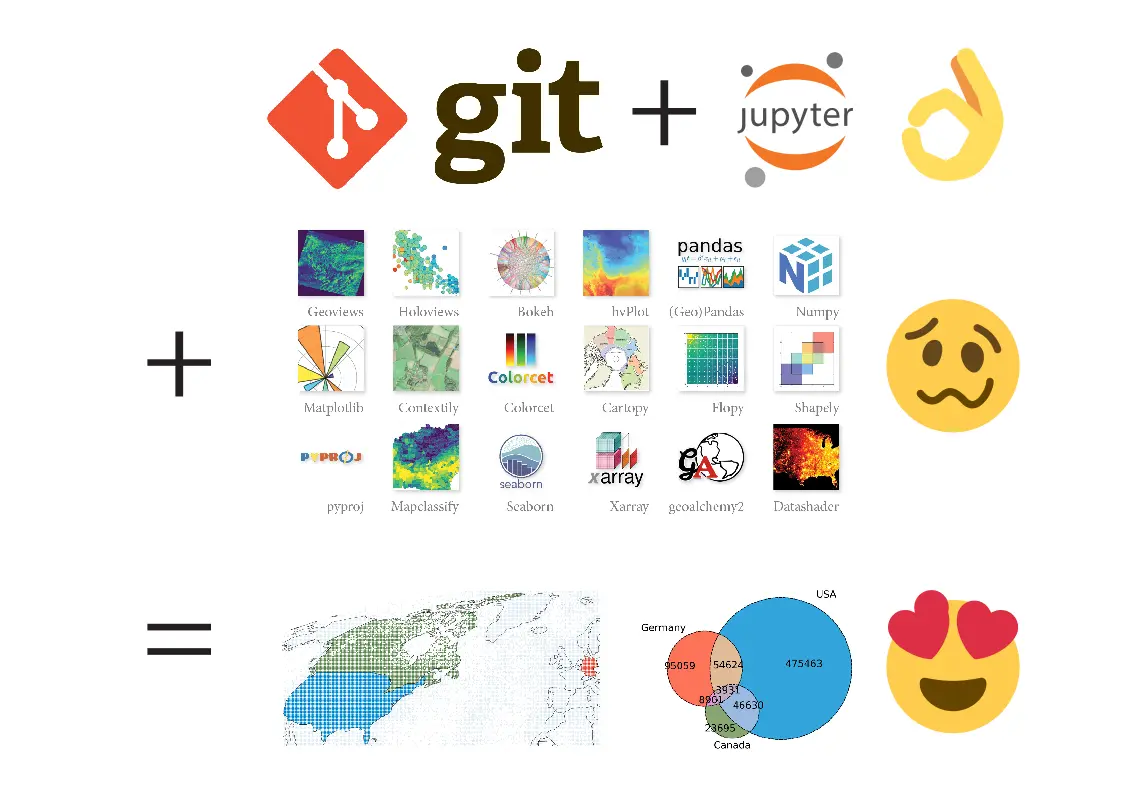 git + jupyter
pandas
Geoviews Holoviews Bokeh hvPlot (Geo)Pandas Numpy
+
Colorcet
Matplotlib Contextily Colorcet Cartopy Flopy Shapely
PYPROJ
seaborn
xarray
GA
pyproj Mapclassify Seaborn Xarray geoalchemy2 Datashader
=
USA
Germany
95059 54624 475463
3931
8901 46630
23695
Canada